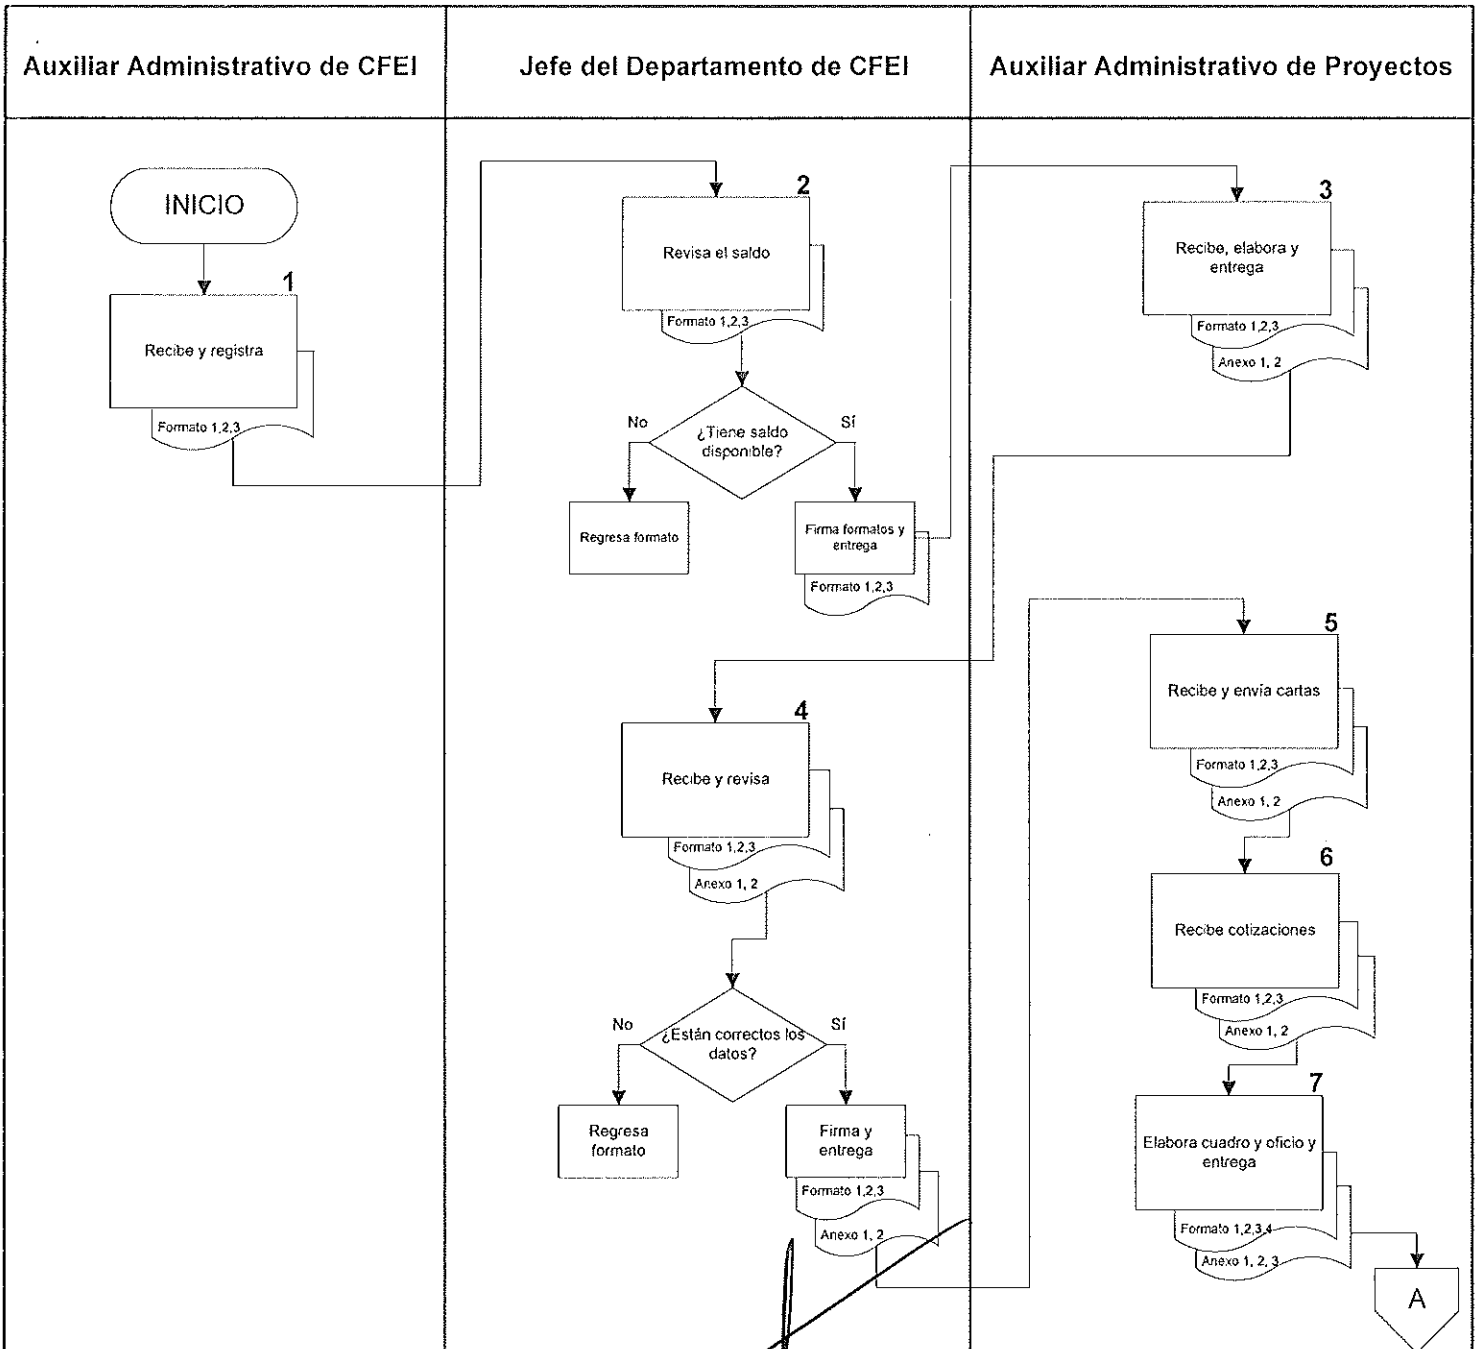 Auxiliar Administrativo de CFEI
Jefe del Departamento de CFEI
Auxiliar Administrativo de Proyectos
INICIO
1
Recibe y registra
Formato 1,2,3
2
Revisa el saldo
Formato 1,2,3
¿Tiene saldo
disponible?
No
Sí
Regresa formato
Firma formatos y
entrega
Formato 1,2,3
3
Recibe, elabora y
entrega
Formato 1,2,3
Anexo 1, 2
4
Recibe y revisa
Formato 1,2,3
Anexo 1, 2
¿Están correctos los
datos?
No
Sí
Regresa
formato
Firma y
entrega
Formato 1,2,3
Anexo 1, 2
5
Recibe y envía cartas
Formato 1,2,3
Anexo 1, 2
6
Recibe cotizaciones
Formato 1,2,3
Anexo 1, 2
7
Elabora cuadro y oficio y
entrega
Formato 1,2,3,4
Anexo 1, 2, 3
A